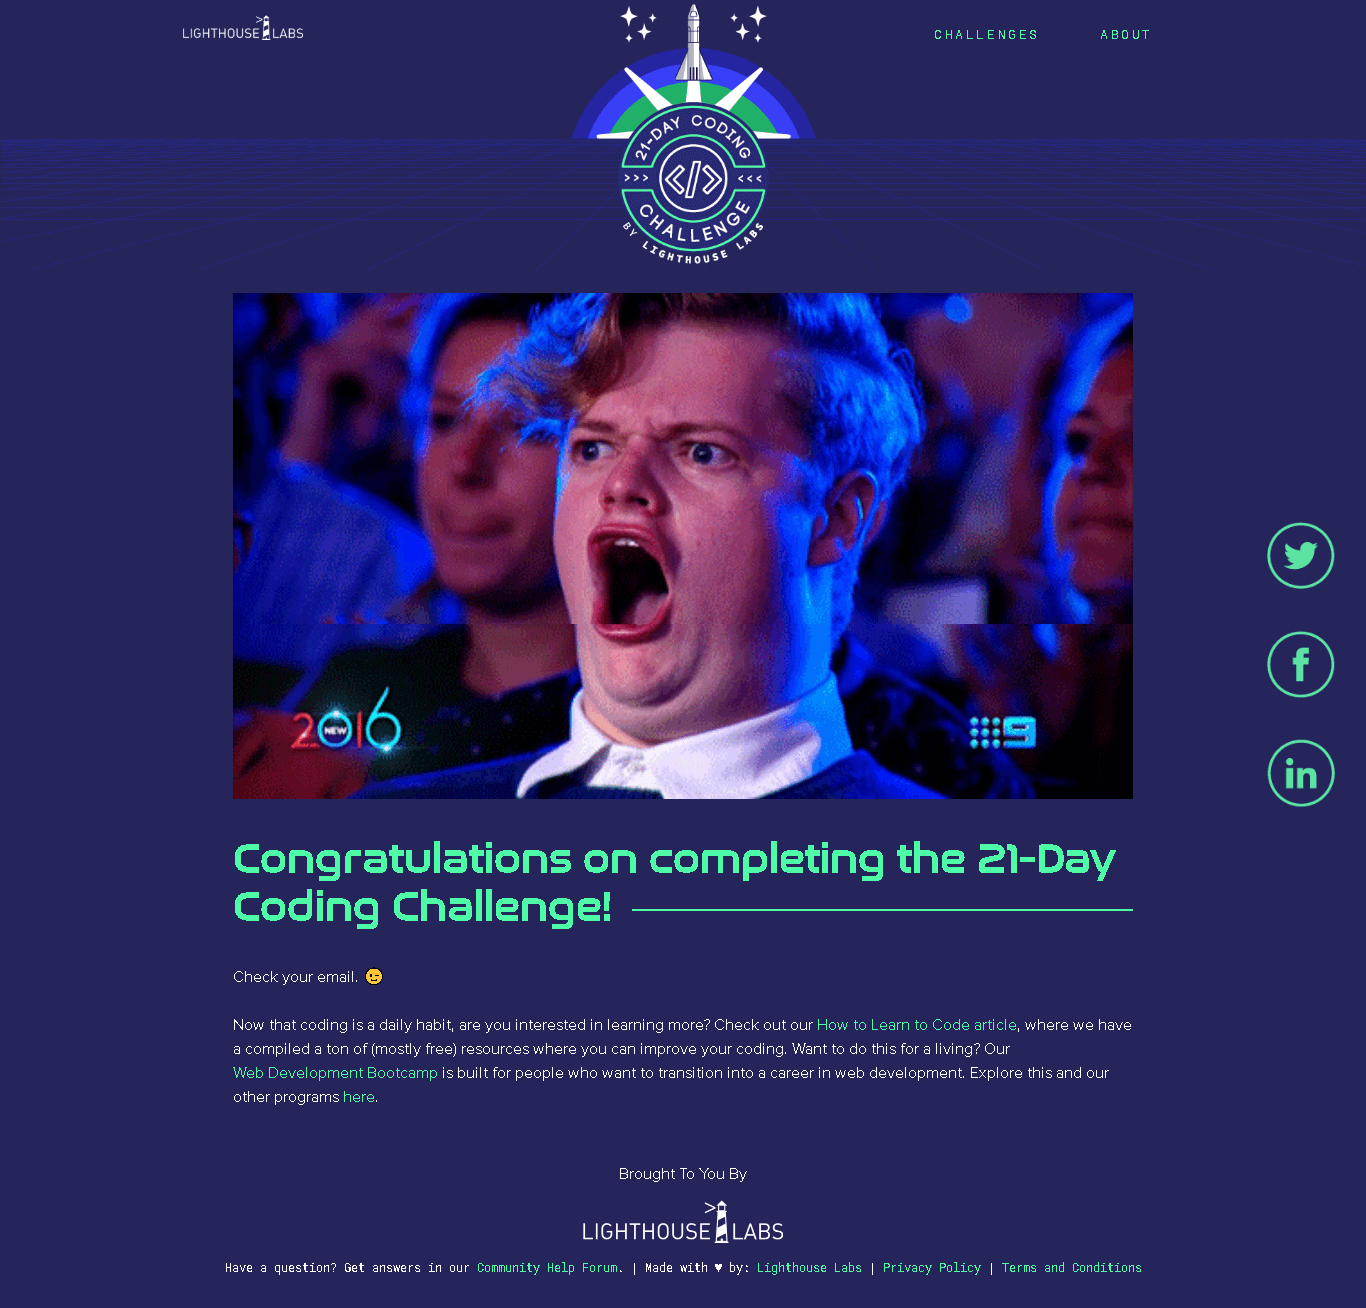 LIGHTHOUSE LABS
CHALLENGES
ABOUT
21-DAY CODING
>>> </> <<<
CHALLENGE
BY LIGHTHOUSE LABS
2016
NEW
9
Congratulations on completing the 21-Day
Coding Challenge!
Check your email. 😉
Now that coding is a daily habit, are you interested in learning more? Check out our How to Learn to Code article, where we have
a compiled a ton of (mostly free) resources where you can improve your coding. Want to do this for a living? Our
Web Development Bootcamp is built for people who want to transition into a career in web development. Explore this and our
other programs here.
Brought To You By
LIGHTHOUSE LABS
Have a question? Get answers in our Community Help Forum. | Made with ♥ by: Lighthouse Labs | Privacy Policy | Terms and Conditions